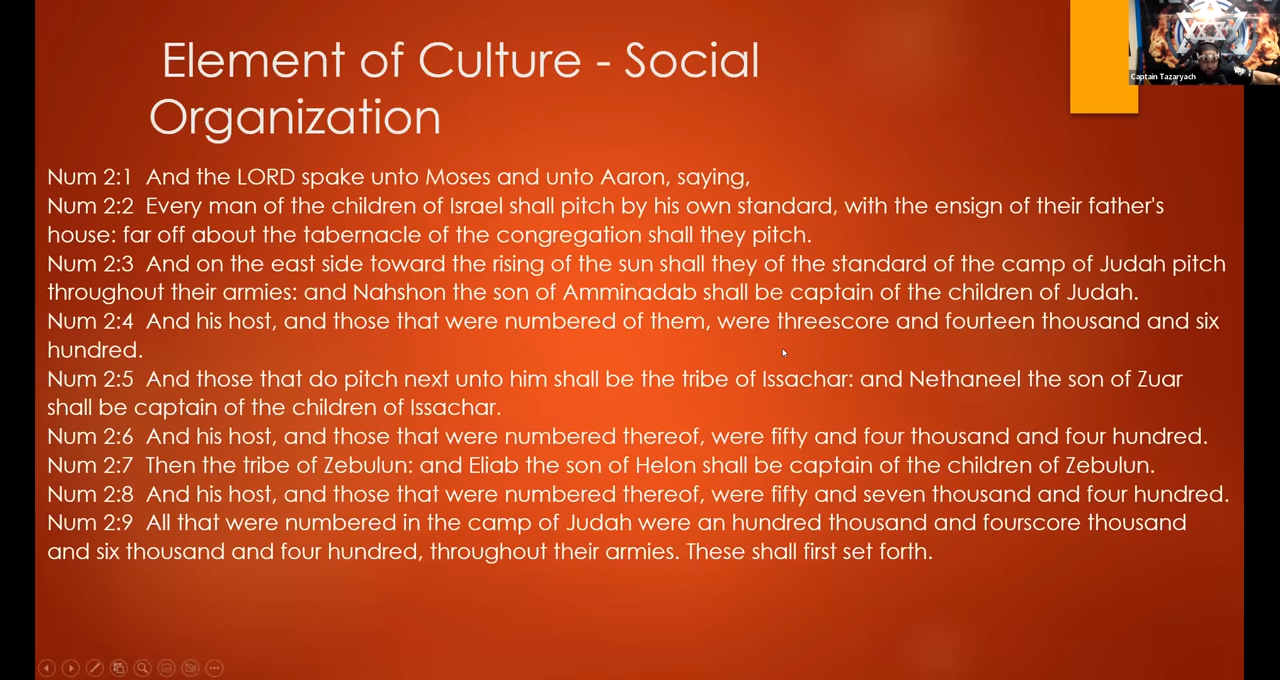 Element of Culture - Social
Organization
Captain Tazaryach
Num 2:1  And the LORD spake unto Moses and unto Aaron, saying,
Num 2:2  Every man of the children of Israel shall pitch by his own standard, with the ensign of their father's
house: far off about the tabernacle of the congregation shall they pitch.
Num 2:3  And on the east side toward the rising of the sun shall they of the standard of the camp of Judah pitch
throughout their armies: and Nahshon the son of Amminadab shall be captain of the children of Judah.
Num 2:4  And his host, and those that were numbered of them, were threescore and fourteen thousand and six
hundred.
Num 2:5  And those that do pitch next unto him shall be the tribe of Issachar: and Nethaneel the son of Zuar
shall be captain of the children of Issachar.
Num 2:6  And his host, and those that were numbered thereof, were fifty and four thousand and four hundred.
Num 2:7  Then the tribe of Zebulun: and Eliab the son of Helon shall be captain of the children of Zebulun.
Num 2:8  And his host, and those that were numbered thereof, were fifty and seven thousand and four hundred.
Num 2:9  All that were numbered in the camp of Judah were an hundred thousand and fourscore thousand
and six thousand and four hundred, throughout their armies. These shall first set forth.